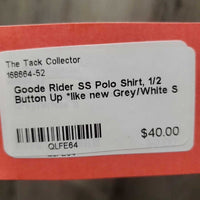 The Tack Collector
168664-52
Goode Rider SS Polo Shirt, 1/2
Button Up *like new Grey/White S
$40.00
QLFE64